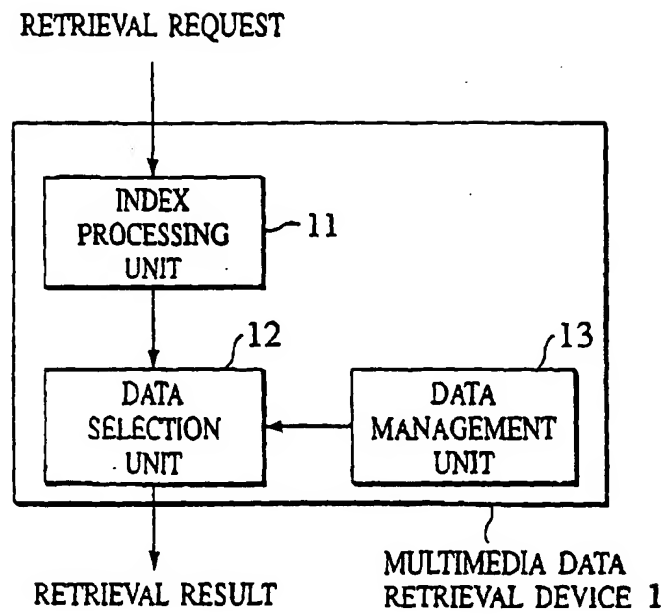 RETRIEVAL REQUEST
INDEX
PROCESSING
UNIT
11
12
13
DATA
SELECTION
UNIT
DATA
MANAGEMENT
UNIT
RETRIEVAL RESULT
MULTIMEDIA DATA
RETRIEVAL DEVICE 1